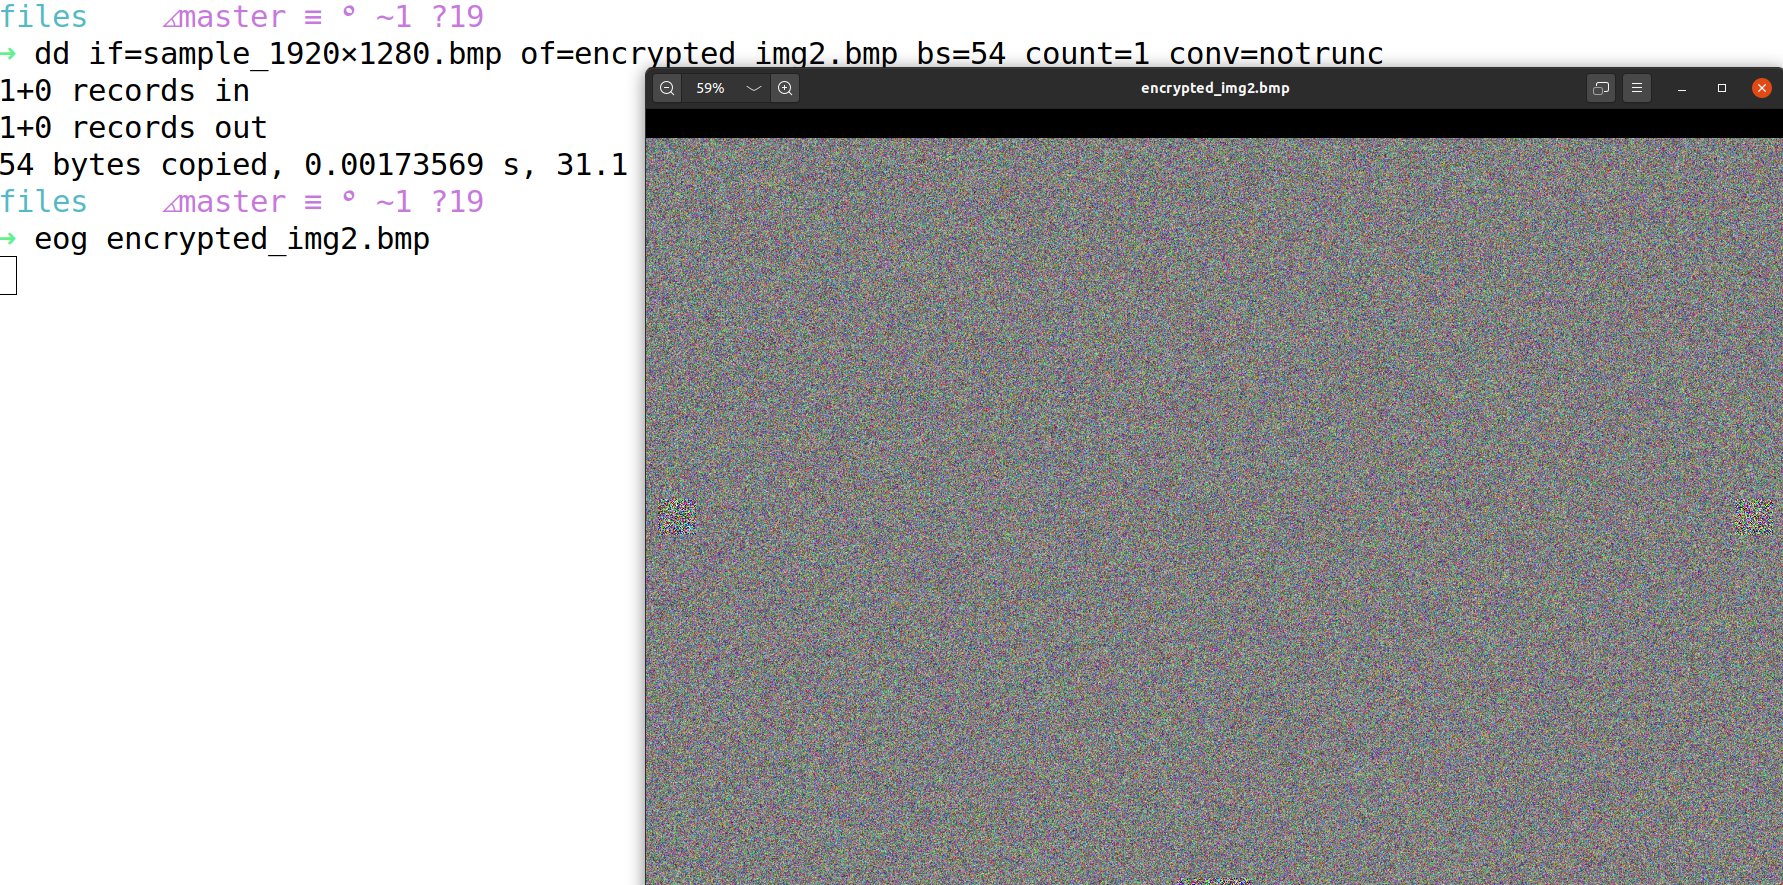 files ⊿master ≡ ° ~1 ?19
→ dd if=sample_1920×1280.bmp of=encrypted_img2.bmp bs=54 count=1 conv=notrunc
1+0 records in
1+0 records out
54 bytes copied, 0.00173569 s, 31.1
files ⊿master ≡ ° ~1 ?19
→ eog encrypted_img2.bmp
59%
encrypted_img2.bmp